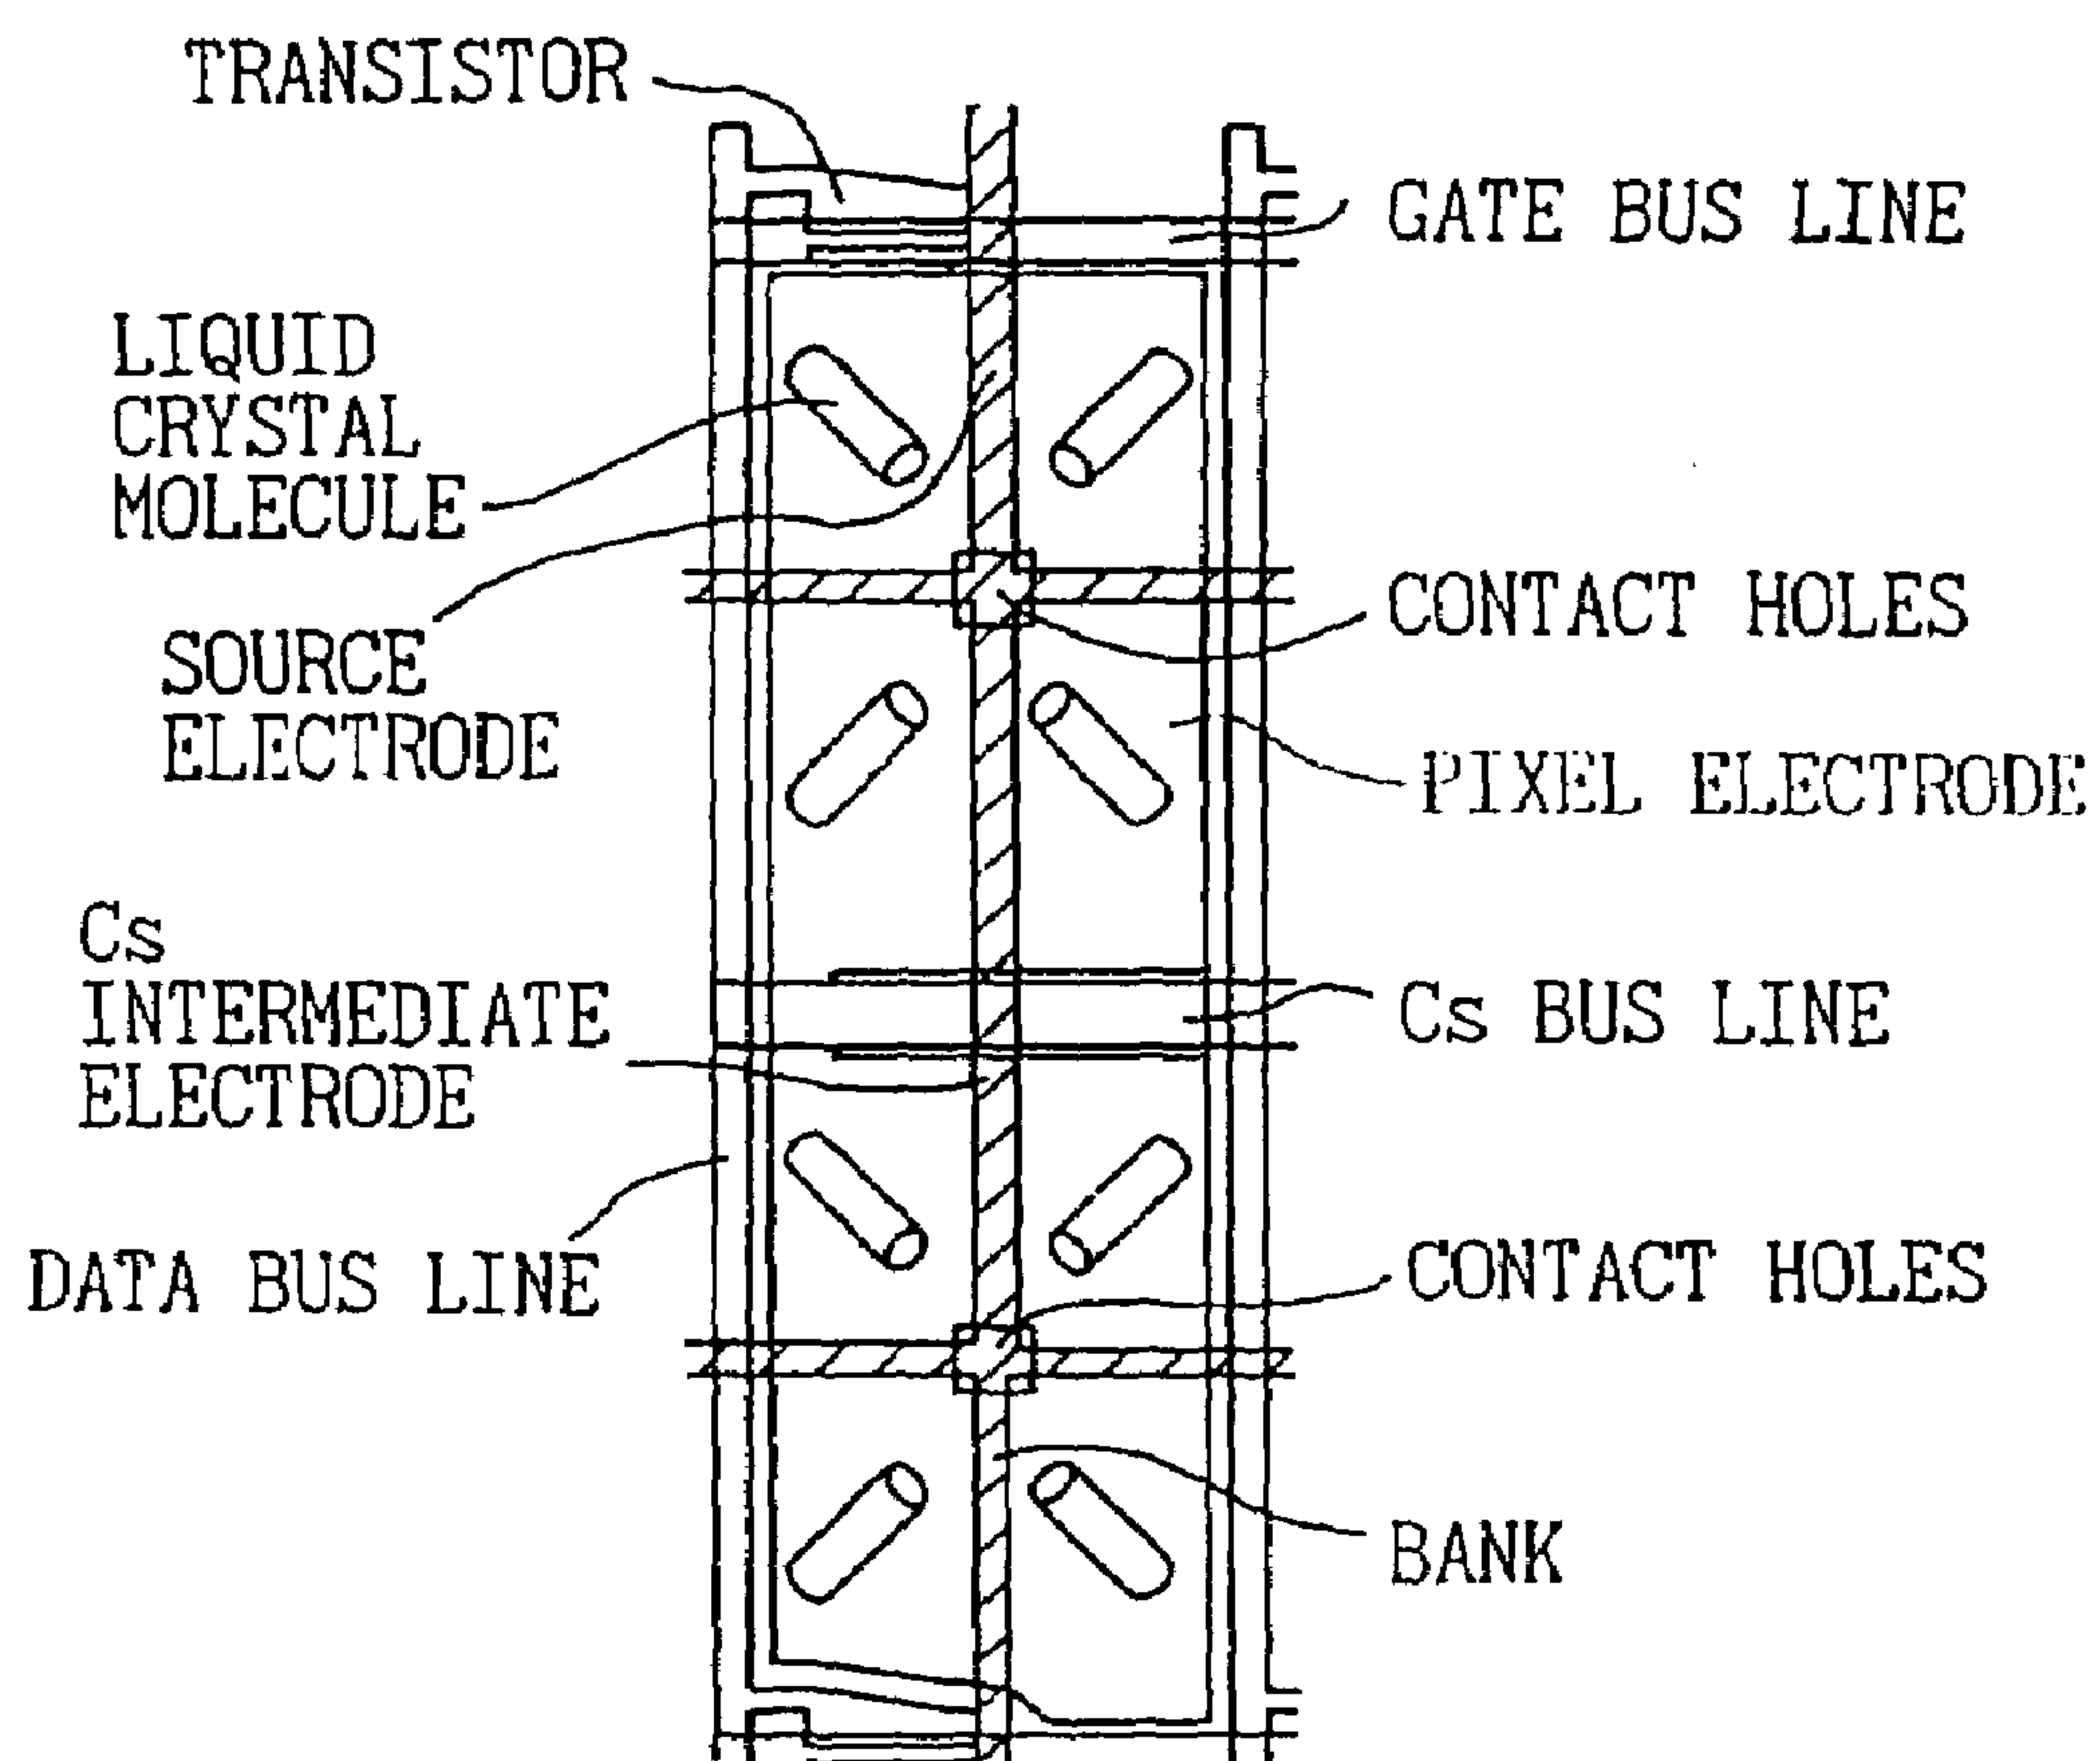 TRANSISTOR
GATE BUS LINE
LIQUID
CRYSTAL
MOLECULE
CONTACT HOLES
SOURCE
ELECTRODE
PIXEL ELECTRODE
Cs
INTERMEDIATE
ELECTRODE
Cs BUS LINE
DATA BUS LINE
CONTACT HOLES
BANK